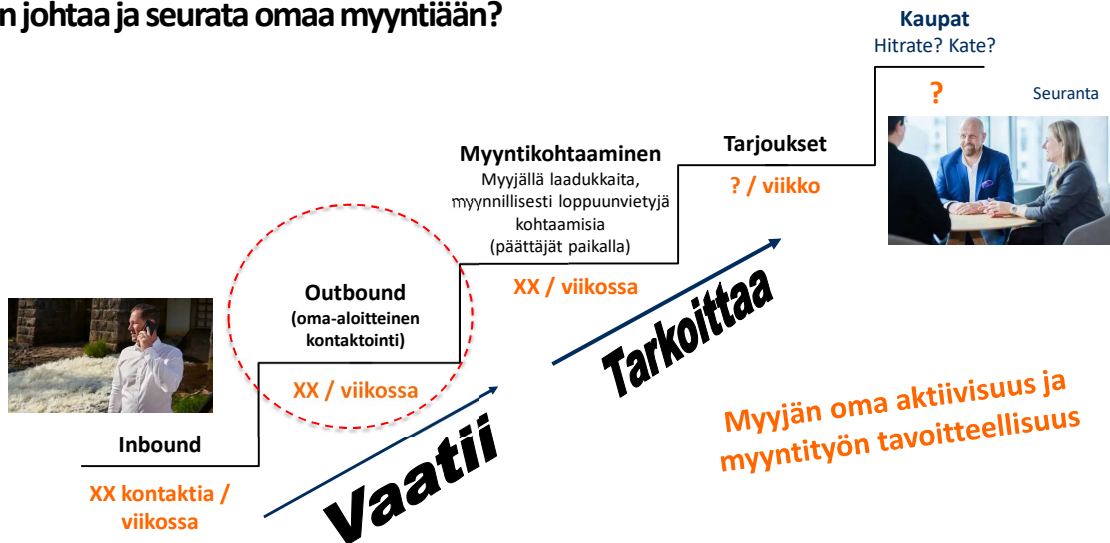 n johtaa ja seurata omaa myyntiään?
Kaupat
Hitrate? Kate?
?
Seuranta
Myyntikohtaaminen
Myyjällä laadukkaita,
myynnillisesti loppuunvietyjä
kohtaamisia
(päättäjät paikalla)
XX / viikossa
Tarjoukset
? / viikko
Outbound
(oma-aloitteinen
kontaktointi)
XX / viikossa
Inbound
XX kontaktia /
viikossa
Vaatii
Tarkoittaa
Myyjän oma aktiivisuus ja
myyntityön tavoitteellisuus